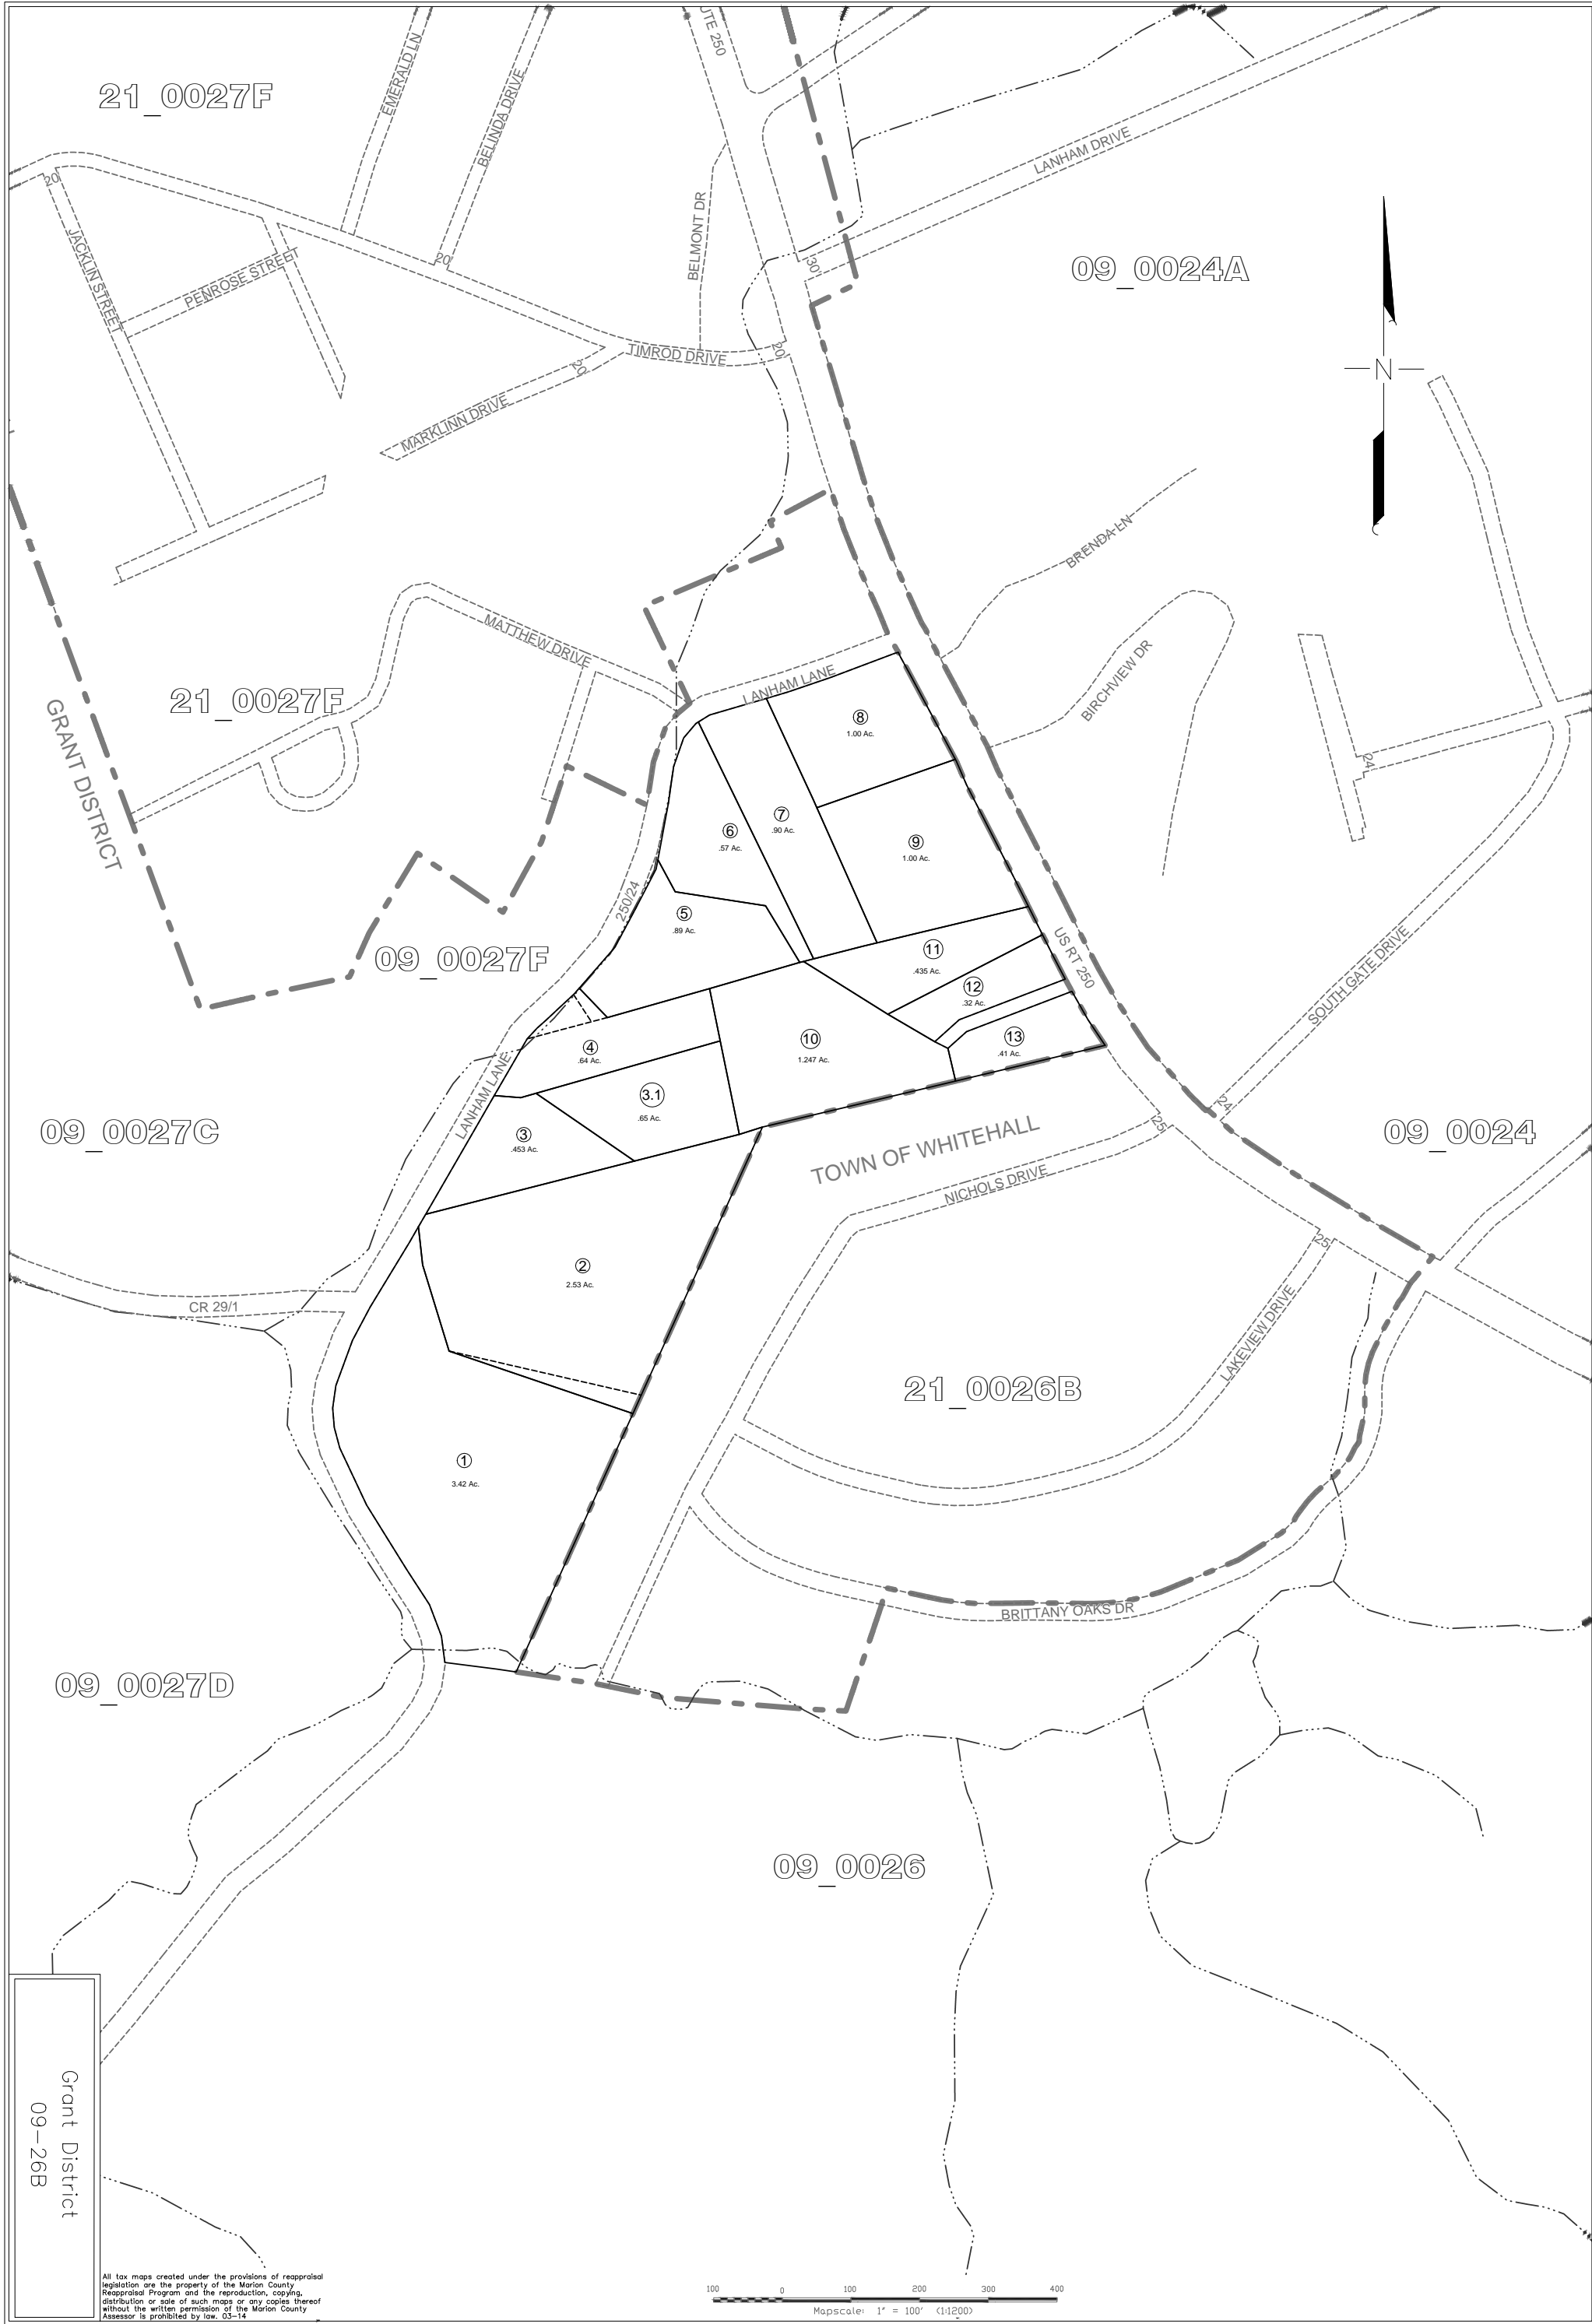 21_0027F
EMERALD LN
BELINDA DRIVE
UTE 250
LANHAM DRIVE
20
JACKLIN STREET
PENROSE STREET
20
BELMONT DR
30'
09_0024A
TIMROD DRIVE
20
20
MARKLINN DRIVE
N
BRENDA LN
MATTHEW DRIVE
BIRCHVIEW DR
21_0027F
GRANT DISTRICT
LANHAM LANE
8
1.00 Ac.
24
7
.90 Ac.
6
.57 Ac.
9
1.00 Ac.
250/24
5
.89 Ac.
09_0027F
11
.435 Ac.
US RT 250
12
.32 Ac.
SOUTH GATE DRIVE
13
.41 Ac.
10
1.247 Ac.
4
.64 Ac.
LANHAM LANE
3.1
.65 Ac.
24
25
09_0027C
3
.453 Ac.
TOWN OF WHITEHALL
09_0024
NICHOLS DRIVE
25
2
2.53 Ac.
CR 29/1
LAKEVIEW DRIVE
21_0026B
1
3.42 Ac.
BRITTANY OAKS DR
09_0027D
09_0026
Grant District
09-26B
All tax maps created under the provisions of reappraisal
legislation are the property of the Marion County
Reappraisal Program and the reproduction, copying,
distribution or sale of such maps or any copies thereof
without the written permission of the Marion County
Assessor is prohibited by law. 03-14
100 0 100 200 300 400
Mapscale: 1" = 100' (1:1200)